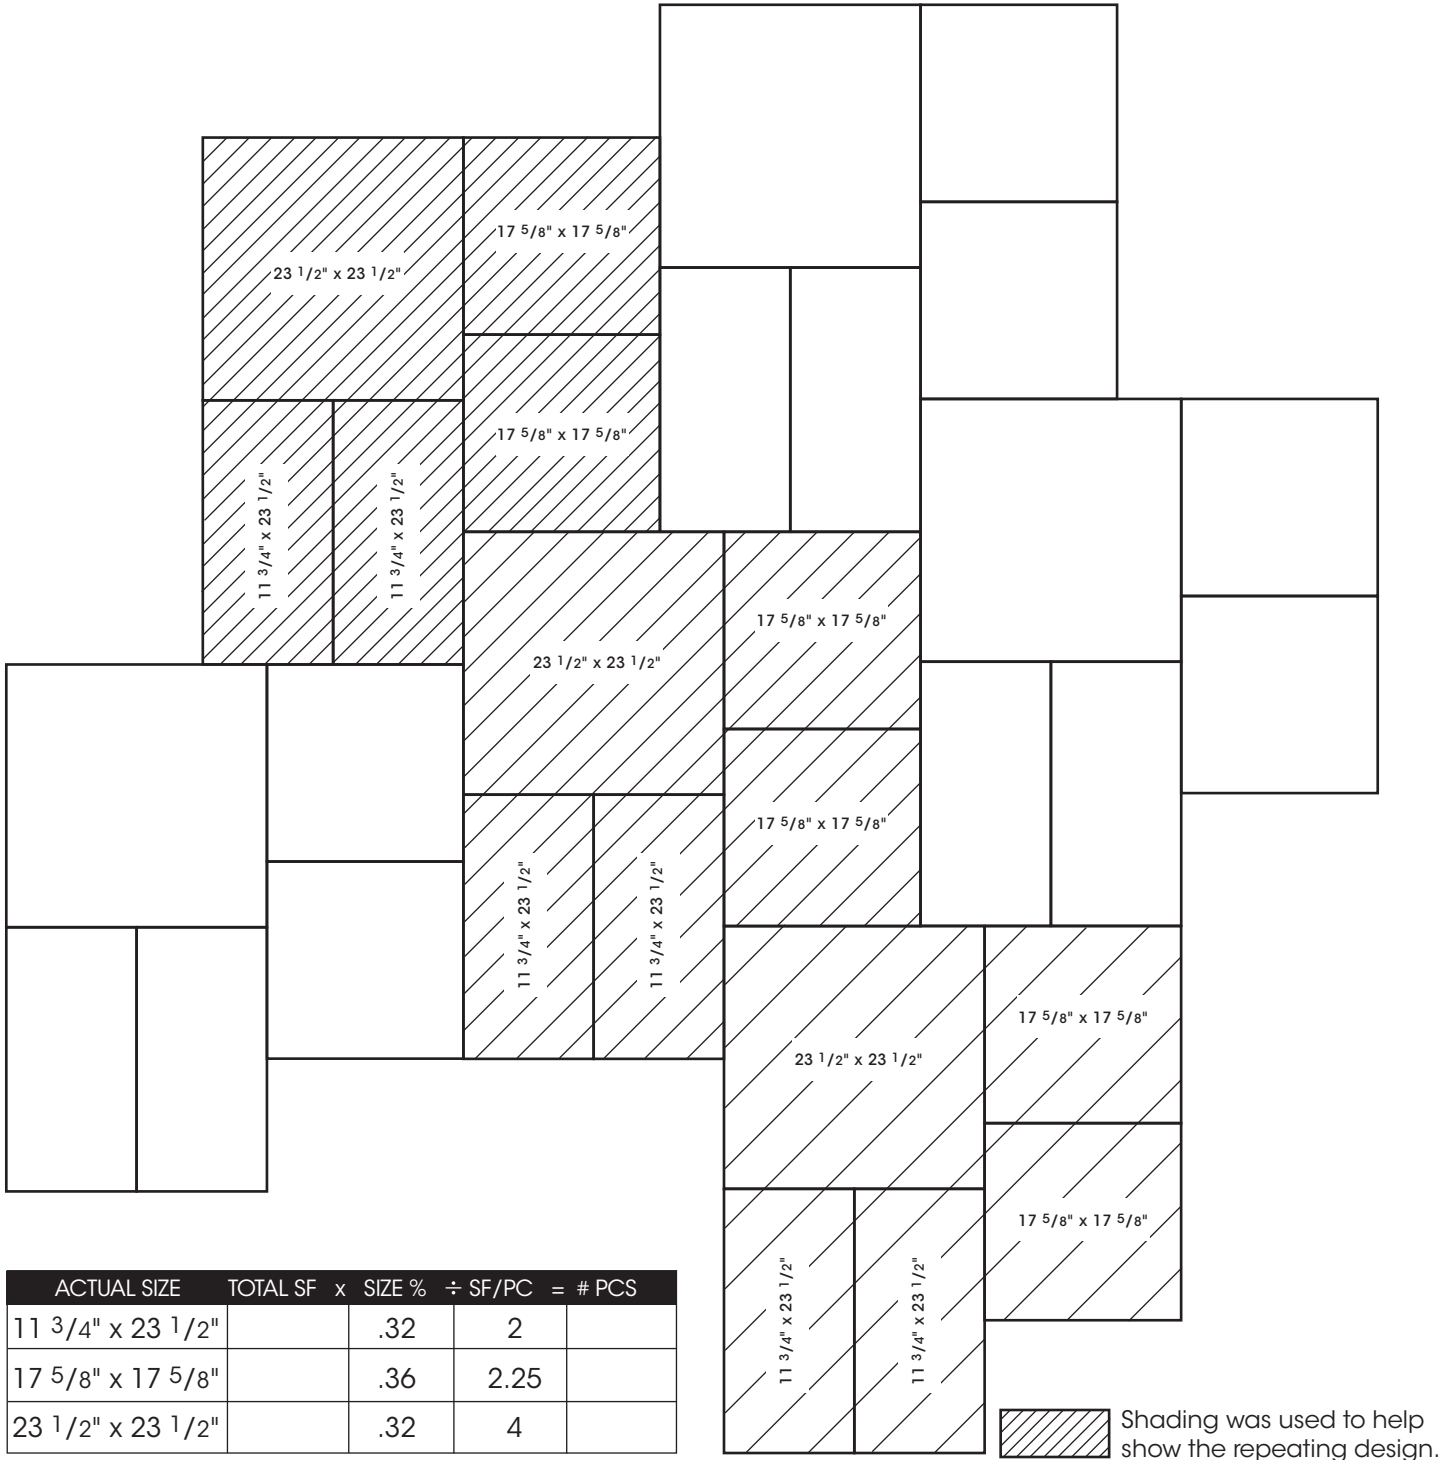 17 5/8" x 17 5/8"
23 1/2" x 23 1/2"
17 5/8" x 17 5/8"
11 3/4" x 23 1/2"
11 3/4" x 23 1/2"
17 5/8" x 17 5/8"
23 1/2" x 23 1/2"
17 5/8" x 17 5/8"
11 3/4" x 23 1/2"
11 3/4" x 23 1/2"
17 5/8" x 17 5/8"
23 1/2" x 23 1/2"
17 5/8" x 17 5/8"
11 3/4" x 23 1/2"
11 3/4" x 23 1/2"
ACTUAL SIZE TOTAL SF x SIZE % ÷ SF/PC = # PCS
11 3/4" x 23 1/2" .32 2
17 5/8" x 17 5/8" .36 2.25
23 1/2" x 23 1/2" .32 4
Shading was used to help
show the repeating design.